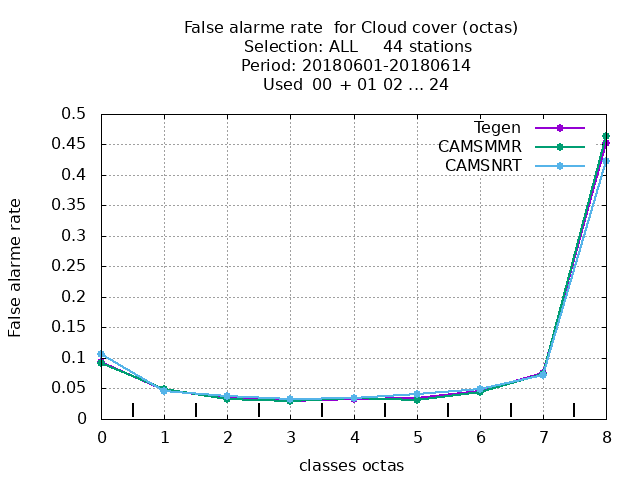 False alarme rate  for Cloud cover (octas)
Selection: ALL     44 stations
Period: 20180601-20180614
Used  00  + 01 02 ... 24
Tegen
CAMSMMR
CAMSNRT
False alarme rate
0.5
0.45
0.4
0.35
0.3
0.25
0.2
0.15
0.1
0.05
0
0 1 2 3 4 5 6 7 8
classes octas